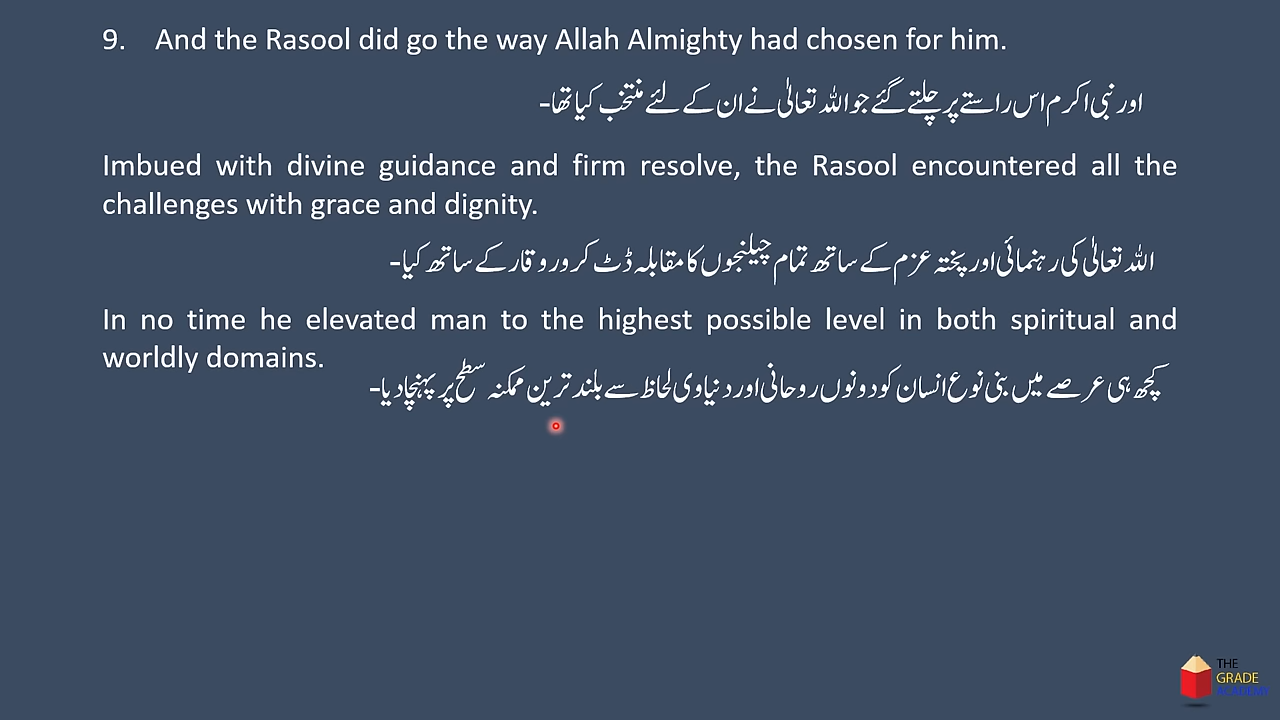 9. And the Rasool did go the way Allah Almighty had chosen for him.
اور نبی اکرم اس راستے پر چلتے گئے جو اللہ تعالیٰ نے ان کے لئے منتخب کیا تھا-
Imbued with divine guidance and firm resolve, the Rasool encountered all the
challenges with grace and dignity.
اللہ تعالیٰ کی رہنمائی اور پختہ عزم کے ساتھ تمام چیلنجوں کا مقابلہ ڈٹ کر ور وقار کے ساتھ کیا-
In no time he elevated man to the highest possible level in both spiritual and
worldly domains.
کچھ ہی عرصے میں بنی نوع انسان کو دونوں روحانی اور دنیاوی لحاظ سے بلند ترین ممکنہ سطح پر پہنچا دیا-
THE
GRADE
ACADEMY